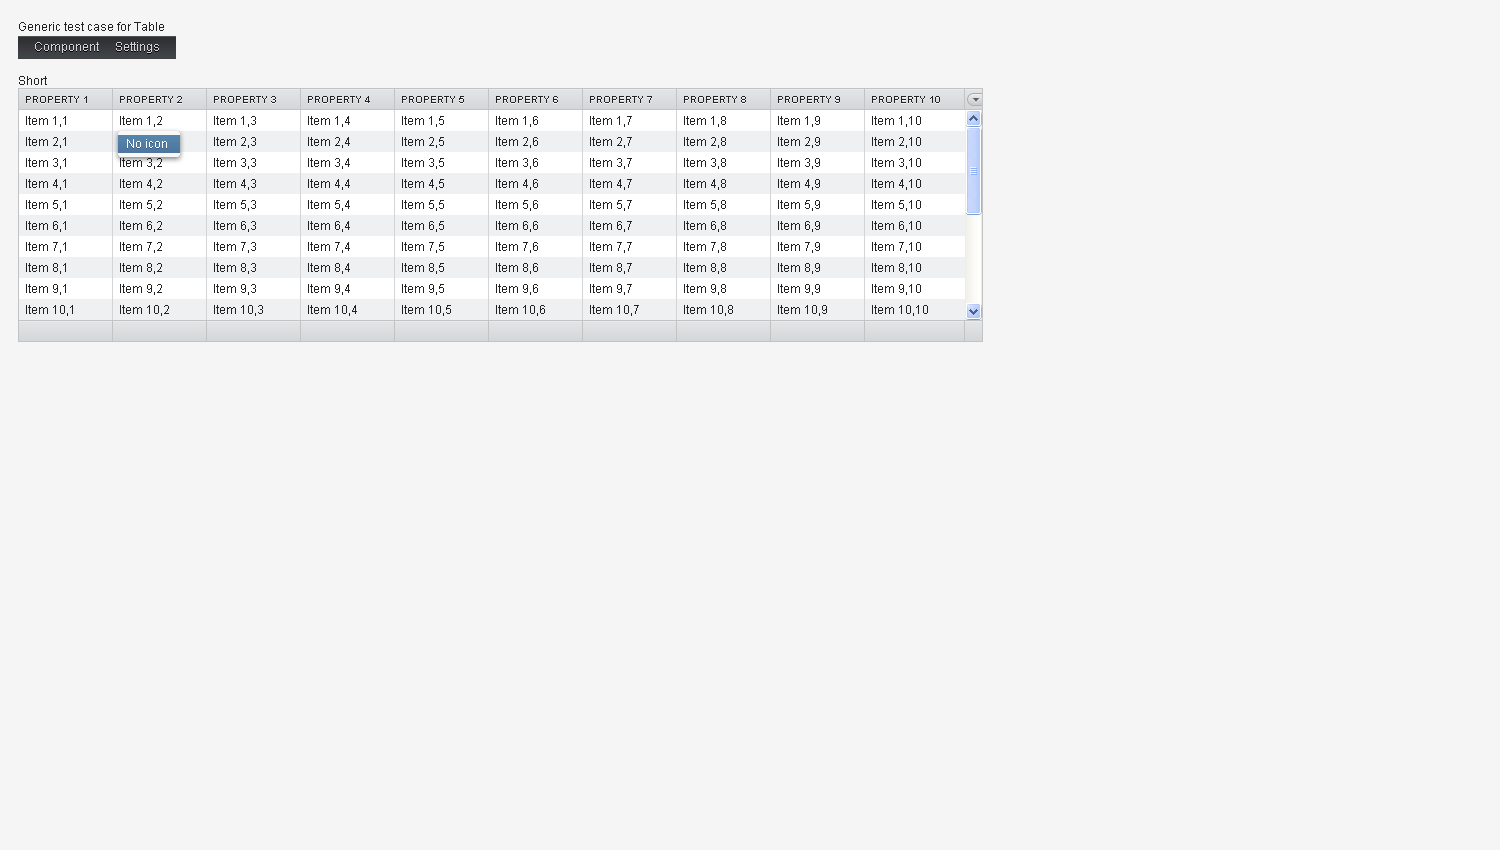 Generic test case for Table
Component Settings
Short
PROPERTY 1 PROPERTY 2 PROPERTY 3 PROPERTY 4 PROPERTY 5 PROPERTY 6 PROPERTY 7 PROPERTY 8 PROPERTY 9 PROPERTY 10
Item 1,1 Item 1,2 Item 1,3 Item 1,4 Item 1,5 Item 1,6 Item 1,7 Item 1,8 Item 1,9 Item 1,10
Item 2,1 No icon Item 2,3 Item 2,4 Item 2,5 Item 2,6 Item 2,7 Item 2,8 Item 2,9 Item 2,10
Item 3,1 Item 3,2 Item 3,3 Item 3,4 Item 3,5 Item 3,6 Item 3,7 Item 3,8 Item 3,9 Item 3,10
Item 4,1 Item 4,2 Item 4,3 Item 4,4 Item 4,5 Item 4,6 Item 4,7 Item 4,8 Item 4,9 Item 4,10
Item 5,1 Item 5,2 Item 5,3 Item 5,4 Item 5,5 Item 5,6 Item 5,7 Item 5,8 Item 5,9 Item 5,10
Item 6,1 Item 6,2 Item 6,3 Item 6,4 Item 6,5 Item 6,6 Item 6,7 Item 6,8 Item 6,9 Item 6,10
Item 7,1 Item 7,2 Item 7,3 Item 7,4 Item 7,5 Item 7,6 Item 7,7 Item 7,8 Item 7,9 Item 7,10
Item 8,1 Item 8,2 Item 8,3 Item 8,4 Item 8,5 Item 8,6 Item 8,7 Item 8,8 Item 8,9 Item 8,10
Item 9,1 Item 9,2 Item 9,3 Item 9,4 Item 9,5 Item 9,6 Item 9,7 Item 9,8 Item 9,9 Item 9,10
Item 10,1 Item 10,2 Item 10,3 Item 10,4 Item 10,5 Item 10,6 Item 10,7 Item 10,8 Item 10,9 Item 10,10